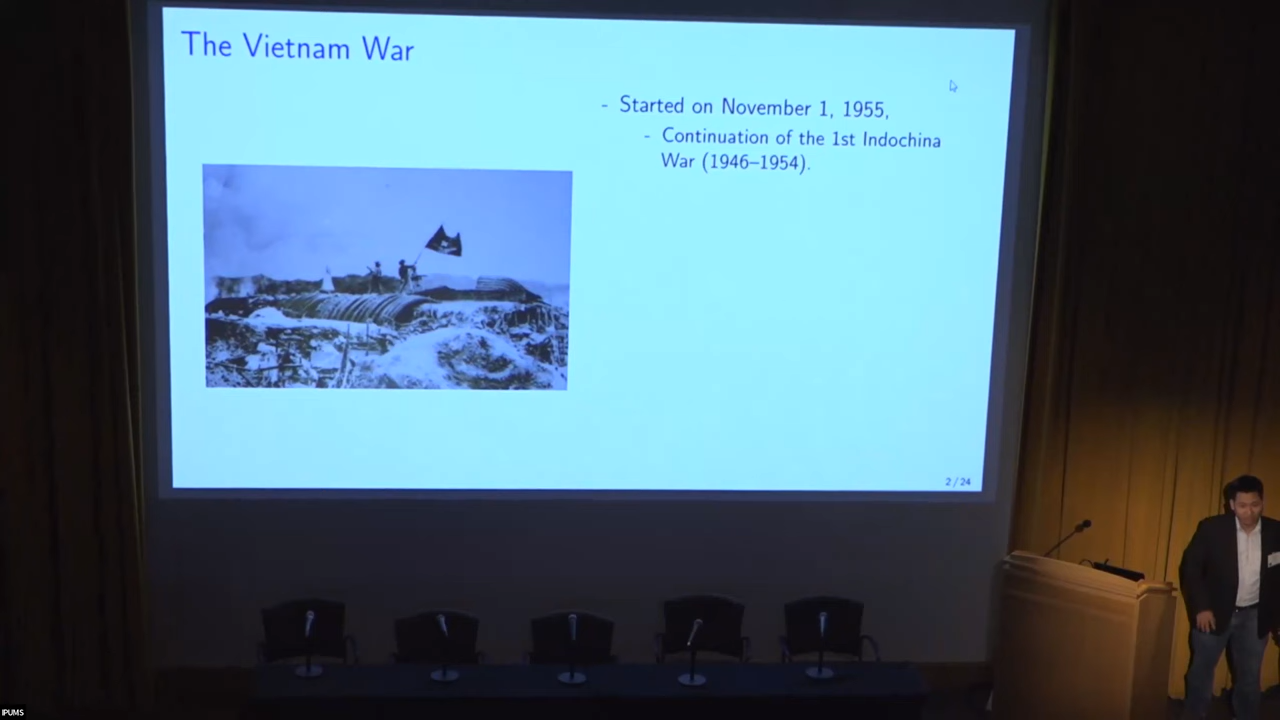 The Vietnam War
- Started on November 1, 1955,
- Continuation of the 1st Indochina
War (1946–1954).
2 / 24
IPUMS